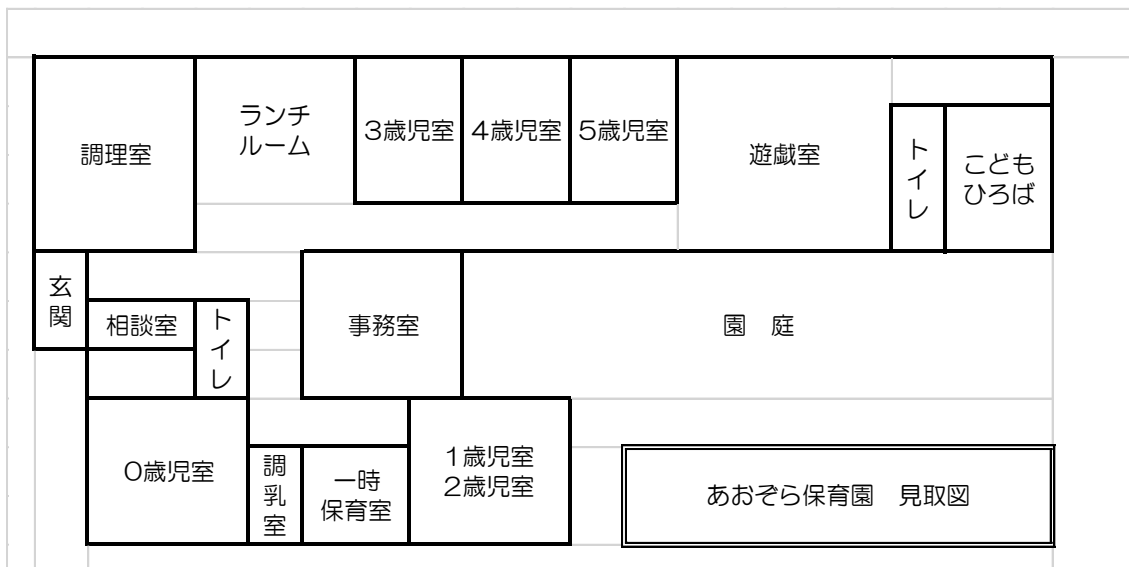 調理室
ランチ
ルーム
3歳児室
4歳児室
5歳児室
遊戯室
トイレ
こども
ひろば
玄関
相談室
トイレ
事務室
園　庭
0歳児室
調乳室
一時
保育室
1歳児室
2歳児室
あおぞら保育園　見取図